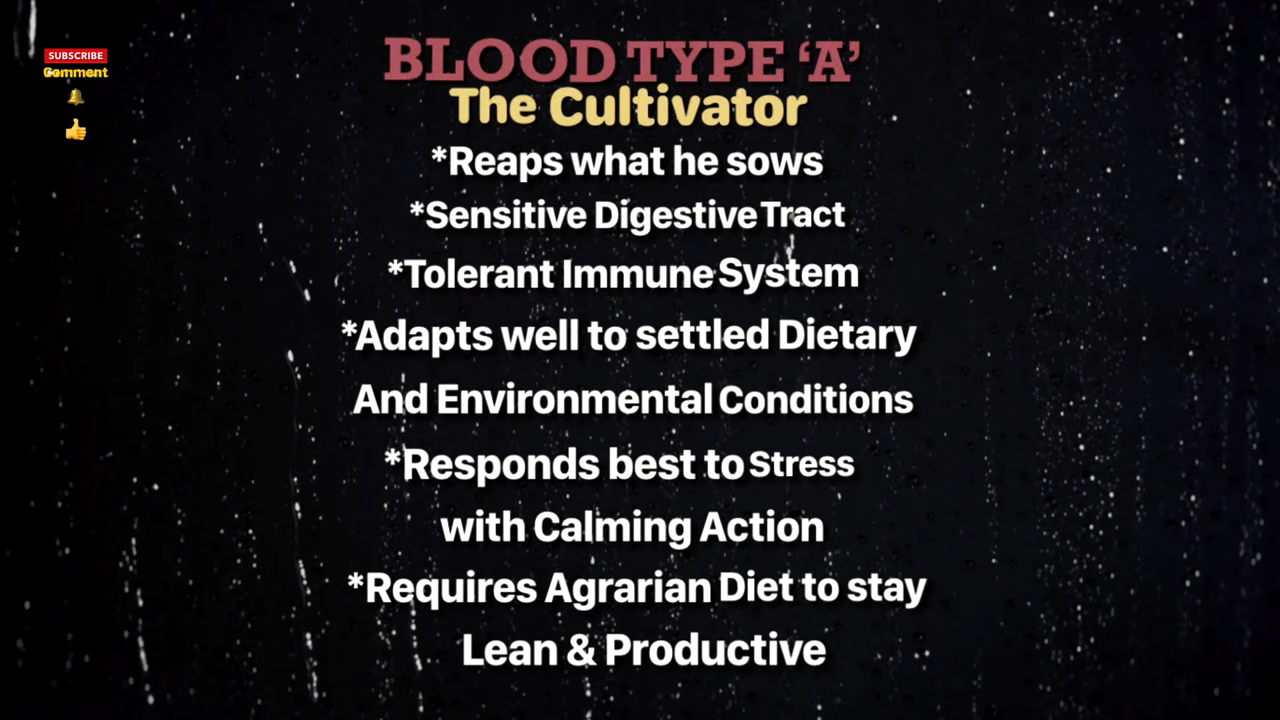 SUBSCRIBE
Comment
BLOOD TYPE ‘A’
The Cultivator
*Reaps what he sows
*Sensitive Digestive Tract
*Tolerant Immune System
*Adapts well to settled Dietary
And Environmental Conditions
*Responds best to Stress
with Calming Action
*Requires Agrarian Diet to stay
Lean & Productive